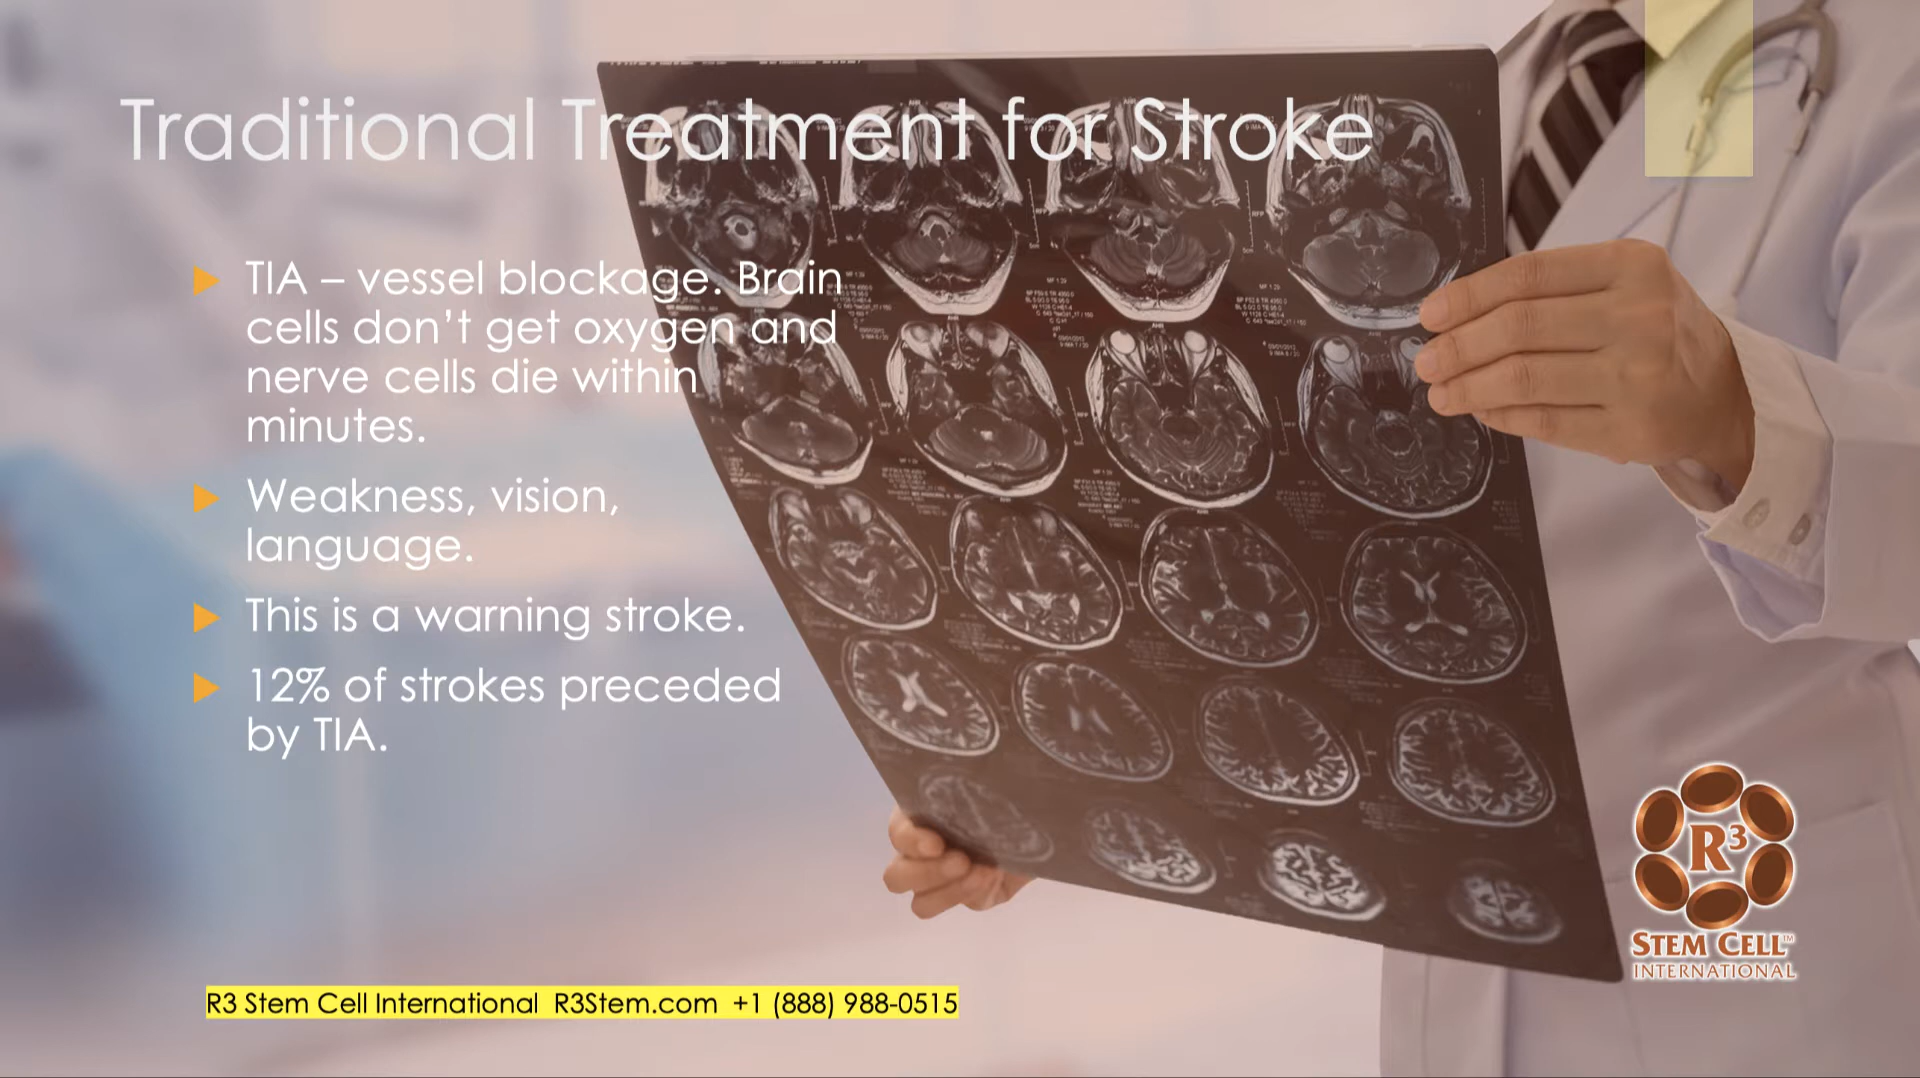 Traditional Treatment for Stroke
TIA – vessel blockage. Brain
cells don’t get oxygen and
nerve cells die within
minutes.
Weakness, vision,
language.
This is a warning stroke.
12% of strokes preceded
by TIA.
R3
STEM CELL™
INTERNATIONAL
R3 Stem Cell International R3Stem.com +1 (888) 988-0515